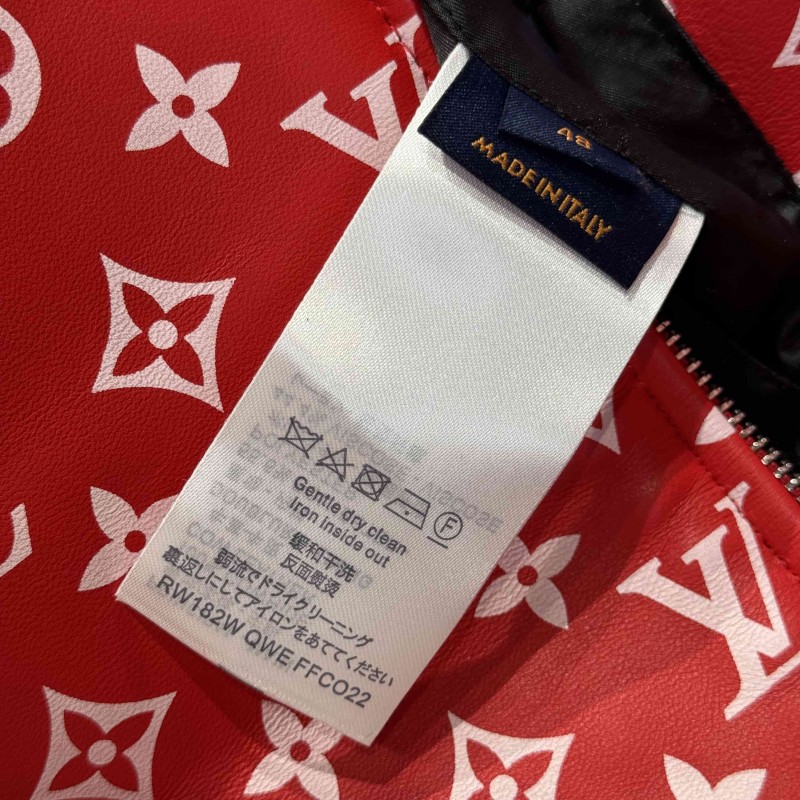 48
MADE IN ITALY
Gentle dry clean
Iron inside out
缓和干洗
反面熨烫
弱流でドライクリーニング
裏返しにしてアイロンをあててください
RW182W QWE FFCO22